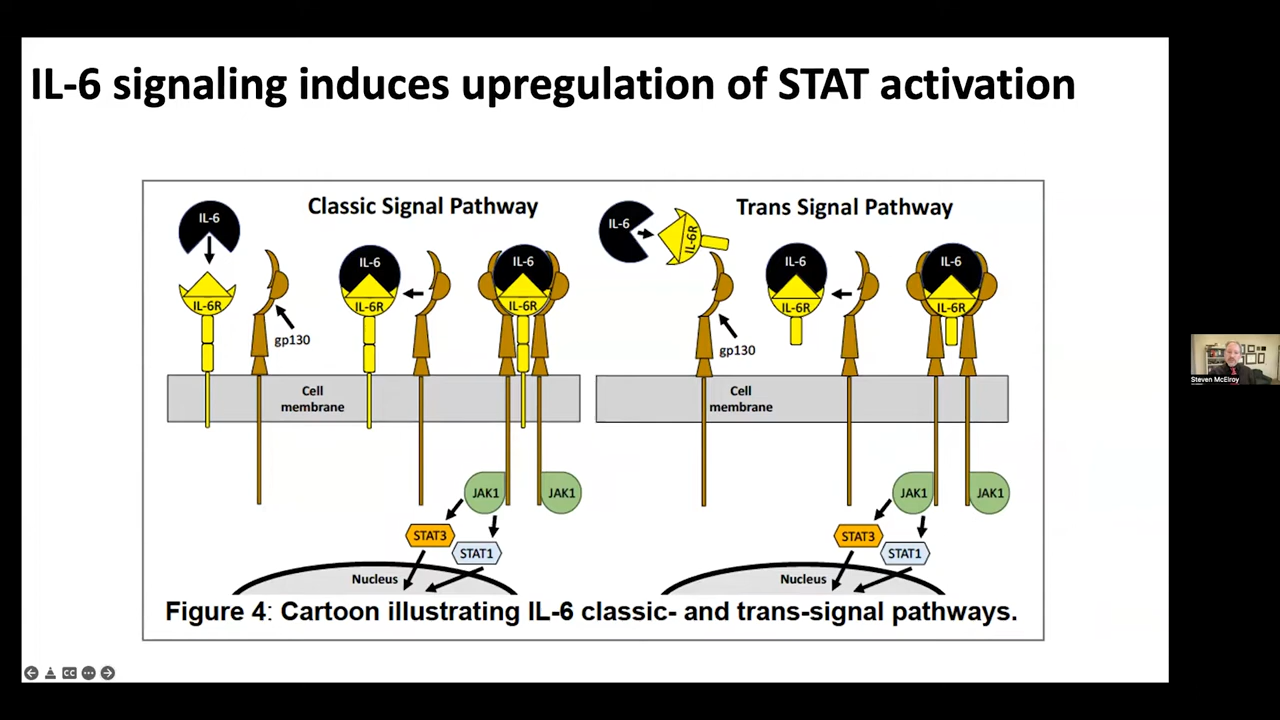 IL-6 signaling induces upregulation of STAT activation
Classic Signal Pathway
IL-6
IL-6R
gp130
IL-6
IL-6R
IL-6
IL-6R
Cell
membrane
JAK1
JAK1
STAT3
STAT1
Nucleus
Trans Signal Pathway
IL-6
IL-6R
gp130
IL-6
IL-6R
IL-6
IL-6R
Cell
membrane
JAK1
JAK1
STAT3
STAT1
Nucleus
Figure 4: Cartoon illustrating IL-6 classic- and trans-signal pathways.
Steven McElroy
CC